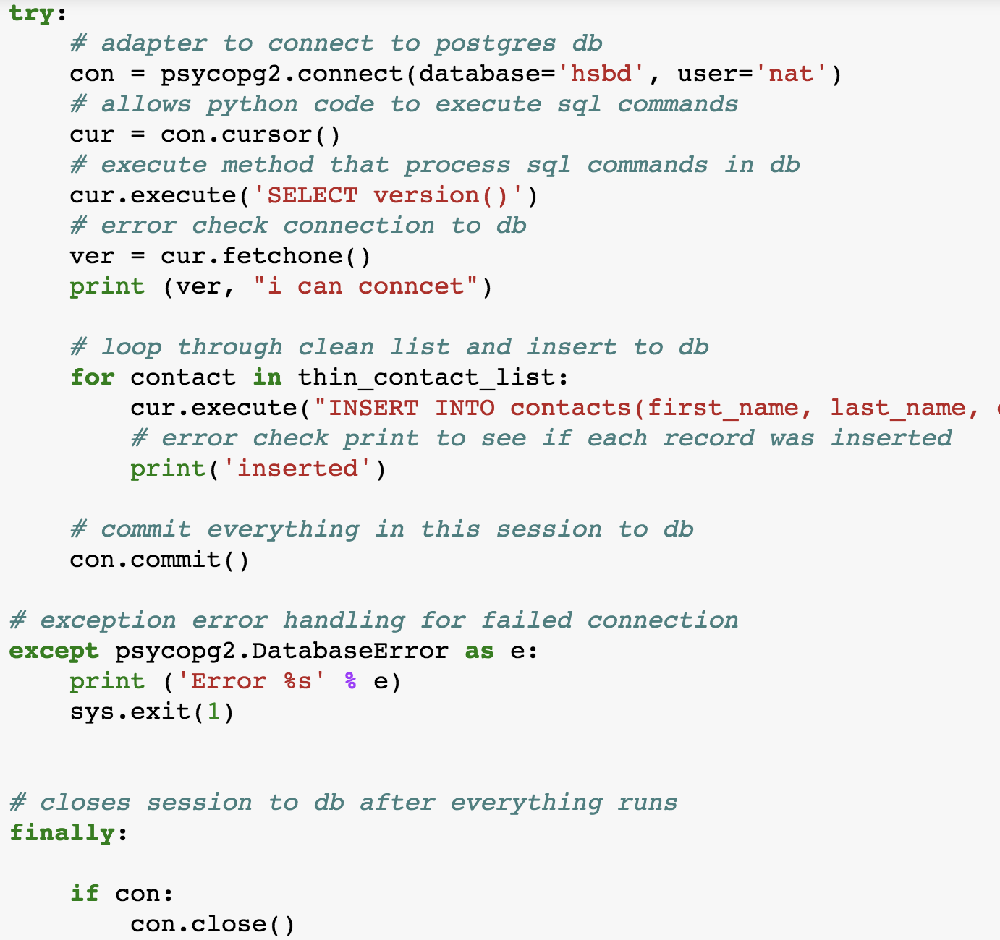 try:
    # adapter to connect to postgres db
    con = psycopg2.connect(database='hsbd', user='nat')
    # allows python code to execute sql commands
    cur = con.cursor()
    # execute method that process sql commands in db
    cur.execute('SELECT version()')
    # error check connection to db
    ver = cur.fetchone()
    print (ver, "i can conncet")

    # loop through clean list and insert to db
    for contact in thin_contact_list:
        cur.execute("INSERT INTO contacts(first_name, last_name,
        # error check print to see if each record was inserted
        print('inserted')

    # commit everything in this session to db
    con.commit()

# exception error handling for failed connection
except psycopg2.DatabaseError as e:
    print ('Error %s' % e)
    sys.exit(1)


# closes session to db after everything runs
finally:

    if con:
        con.close()